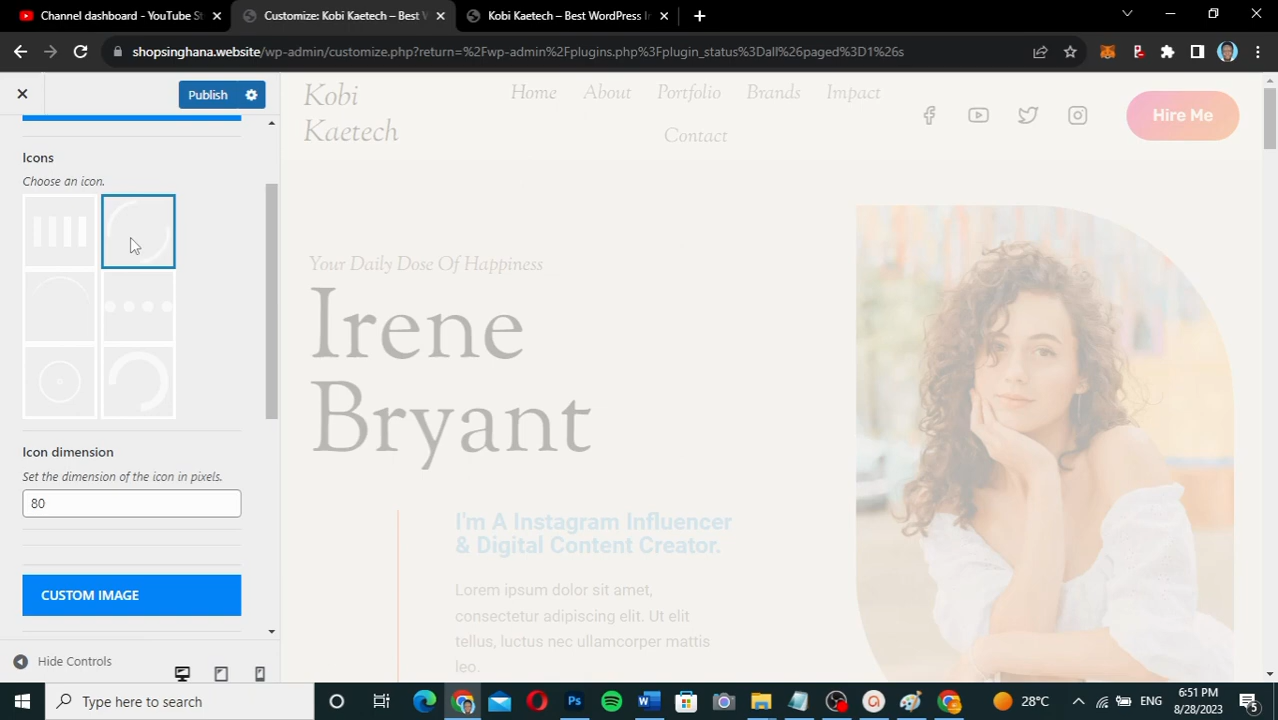 Channel dashboard - YouTube St
Customize: Kobi Kaetech – Best W
Kobi Kaetech – Best WordPress In
shopsinghana.website/wp-admin/customize.php?return=%2Fwp-admin%2Fplugins.php%3Fplugin_status%3Dall%26paged%3D1%26s
Publish
Icons
Choose an icon.
Icon dimension
Set the dimension of the icon in pixels.
80
CUSTOM IMAGE
Hide Controls
Kobi
Kaetech
Home About Portfolio Brands Impact
Contact
Hire Me
Your Daily Dose Of Happiness
Irene
Bryant
I'm A Instagram Influencer
& Digital Content Creator.
Lorem ipsum dolor sit amet,
consectetur adipiscing elit. Ut elit
tellus, luctus nec ullamcorper mattis
leo.
Type here to search
28°C
ENG
6:51 PM
8/28/2023
5